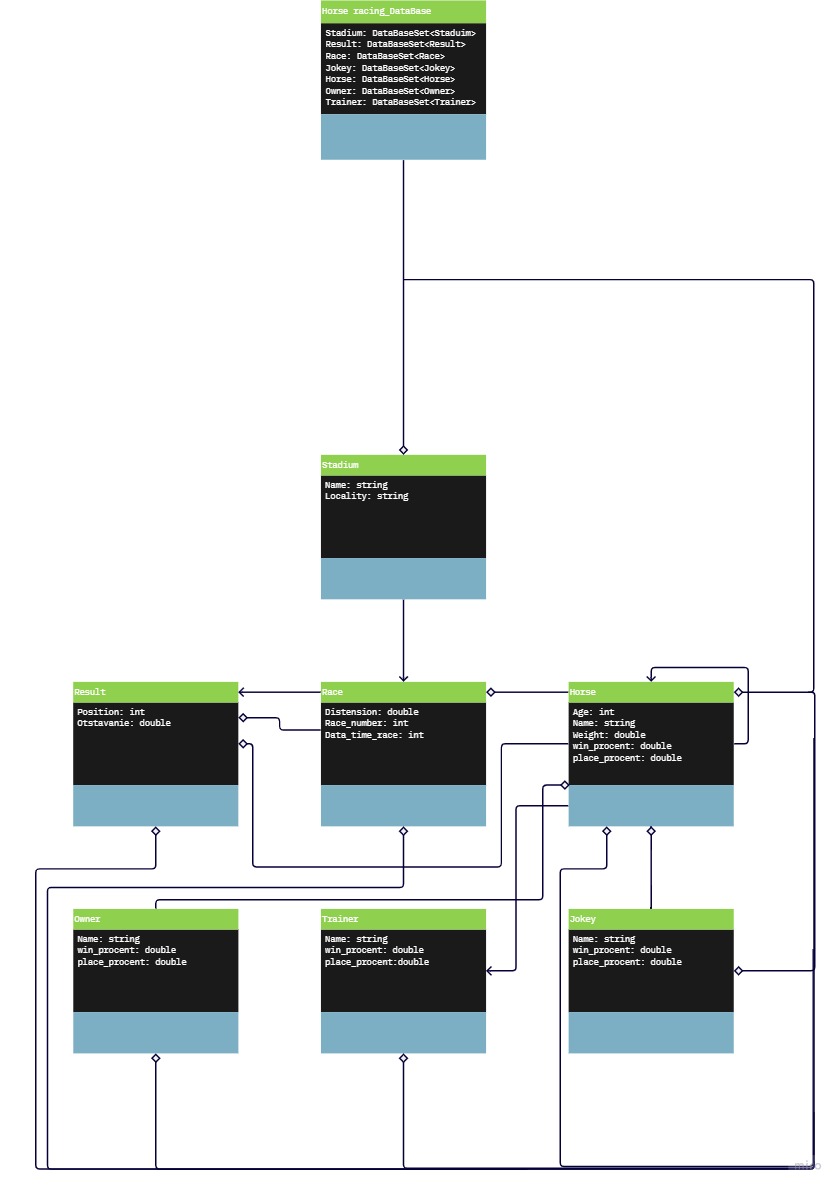 Horse racing_DataBase
Stadium: DataBaseSet<Staduim>
Result: DataBaseSet<Result>
Race: DataBaseSet<Race>
Jokey: DataBaseSet<Jokey>
Horse: DataBaseSet<Horse>
Owner: DataBaseSet<Owner>
Trainer: DataBaseSet<Trainer>
Stadium
Name: string
Locality: string
Result
Position: int
Otstavanie: double
Race
Distension: double
Race_number: int
Data_time_race: int
Horse
Age: int
Name: string
Weight: double
win_procent: double
place_procent: double
Owner
Name: string
win_procent: double
place_procent: double
Trainer
Name: string
win_procent: double
place_procent:double
Jokey
Name: string
win_procent: double
place_procent: double
miro